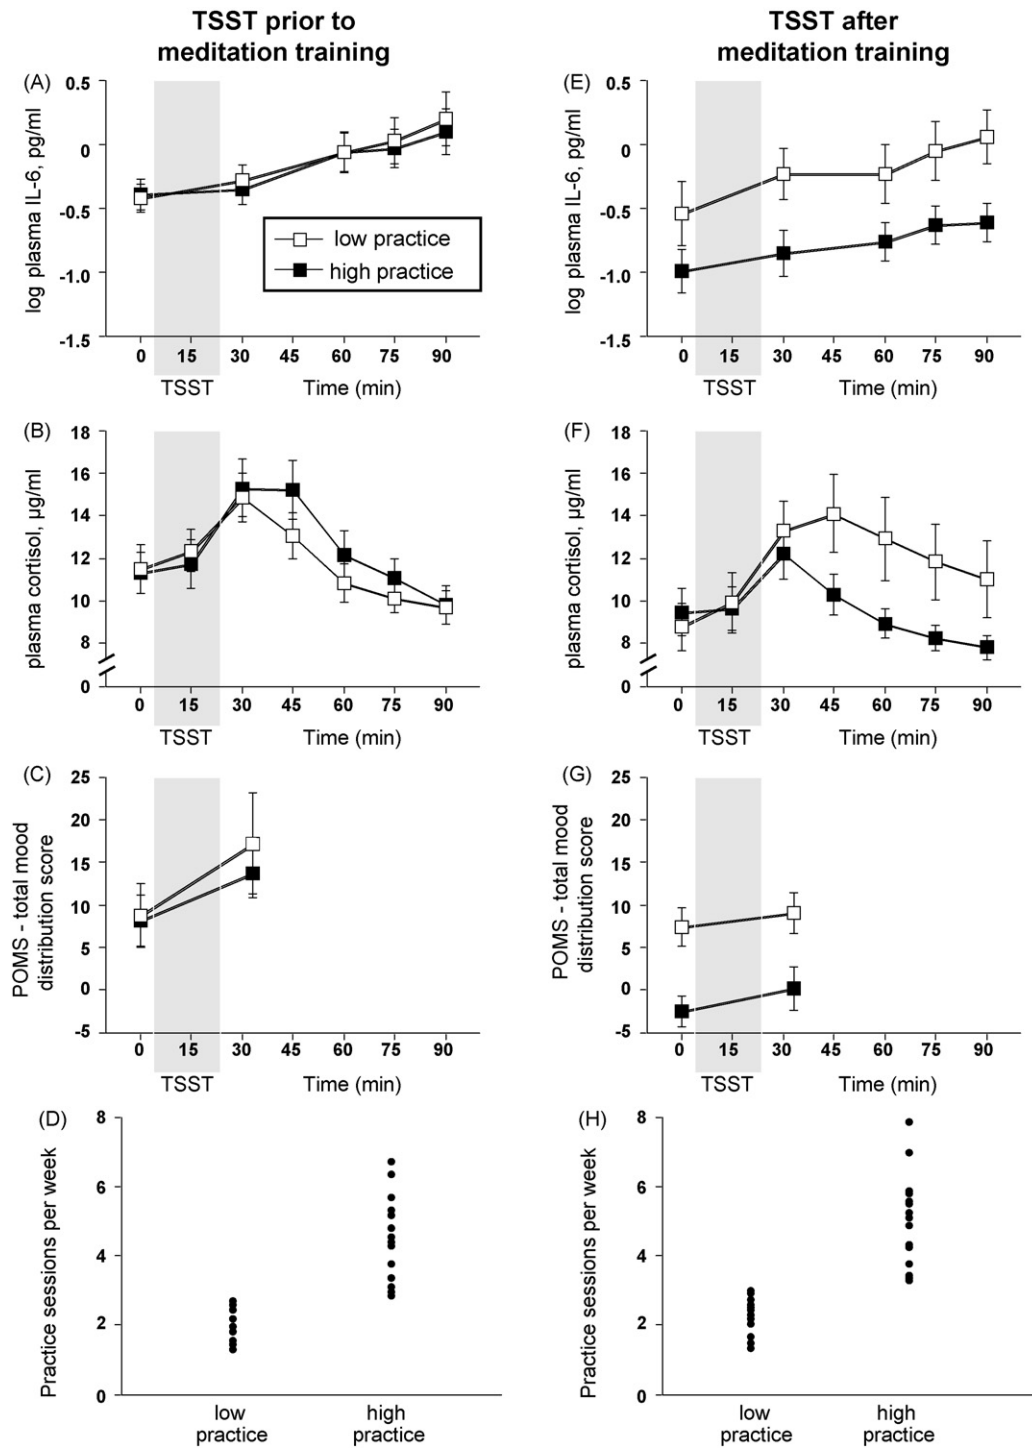 TSST prior to
meditation training
TSST after
meditation training
(A)
log plasma IL-6, pg/ml
0.5
0
-0.5
-1.0
-1.5
low practice
high practice
0 15 30 45 60 75 90
TSST Time (min)
(E)
log plasma IL-6, pg/ml
0.5
0
-0.5
-1.0
-1.5
0 15 30 45 60 75 90
TSST Time (min)
(B)
plasma cortisol, µg/ml
18
16
14
12
10
8
0
0 15 30 45 60 75 90
TSST Time (min)
(F)
plasma cortisol, µg/ml
18
16
14
12
10
8
0
0 15 30 45 60 75 90
TSST Time (min)
(C)
POMS - total mood
distribution score
25
20
15
10
5
0
-5
0 15 30 45 60 75 90
TSST Time (min)
(G)
POMS - total mood
distribution score
25
20
15
10
5
0
-5
0 15 30 45 60 75 90
TSST Time (min)
(D)
Practice sessions per week
8
6
4
2
0
low
practice
high
practice
(H)
Practice sessions per week
8
6
4
2
0
low
practice
high
practice